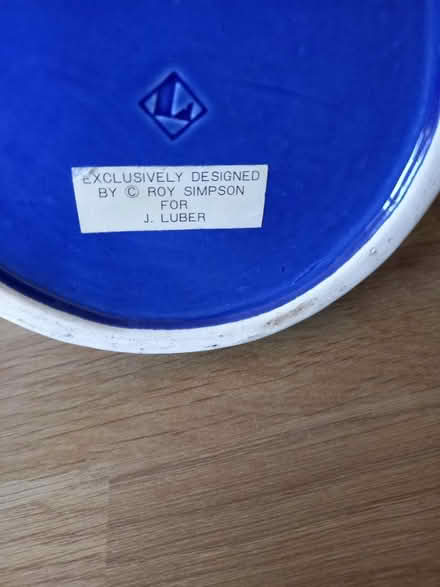 EXCLUSIVELY DESIGNED
BY © ROY SIMPSON
FOR
J. LUBER